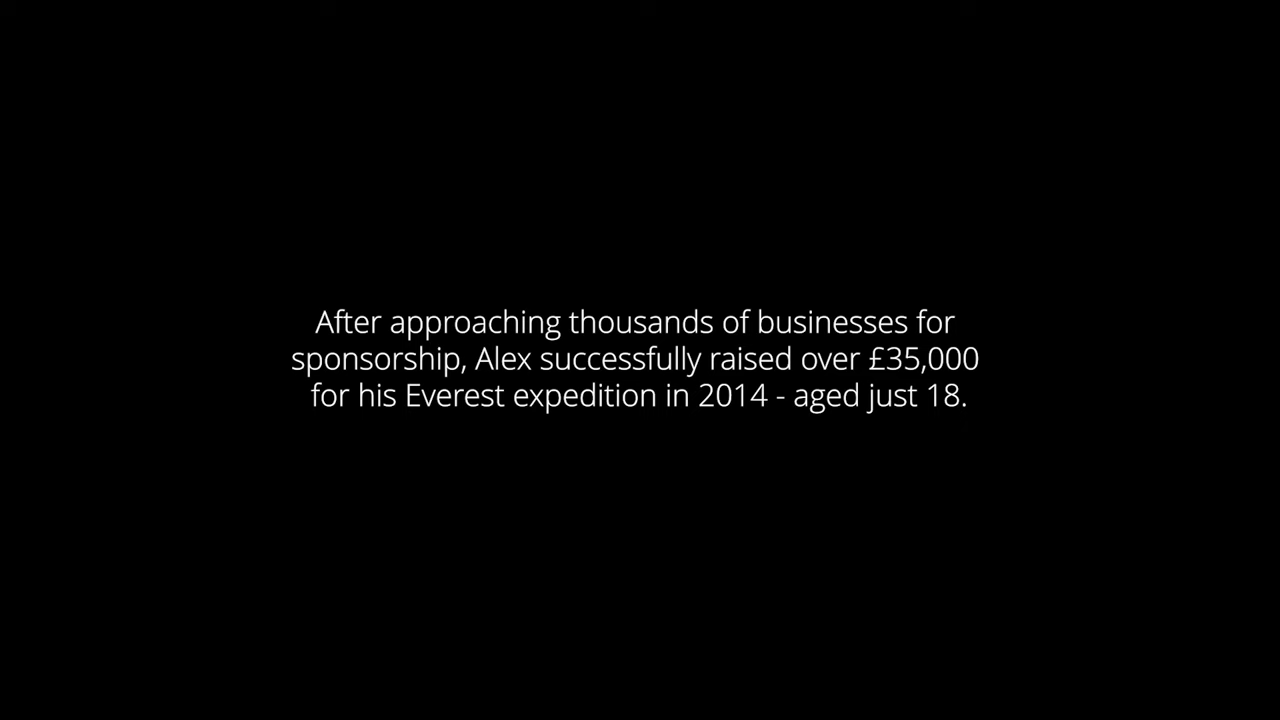 After approaching thousands of businesses for
sponsorship, Alex successfully raised over £35,000
for his Everest expedition in 2014 - aged just 18.